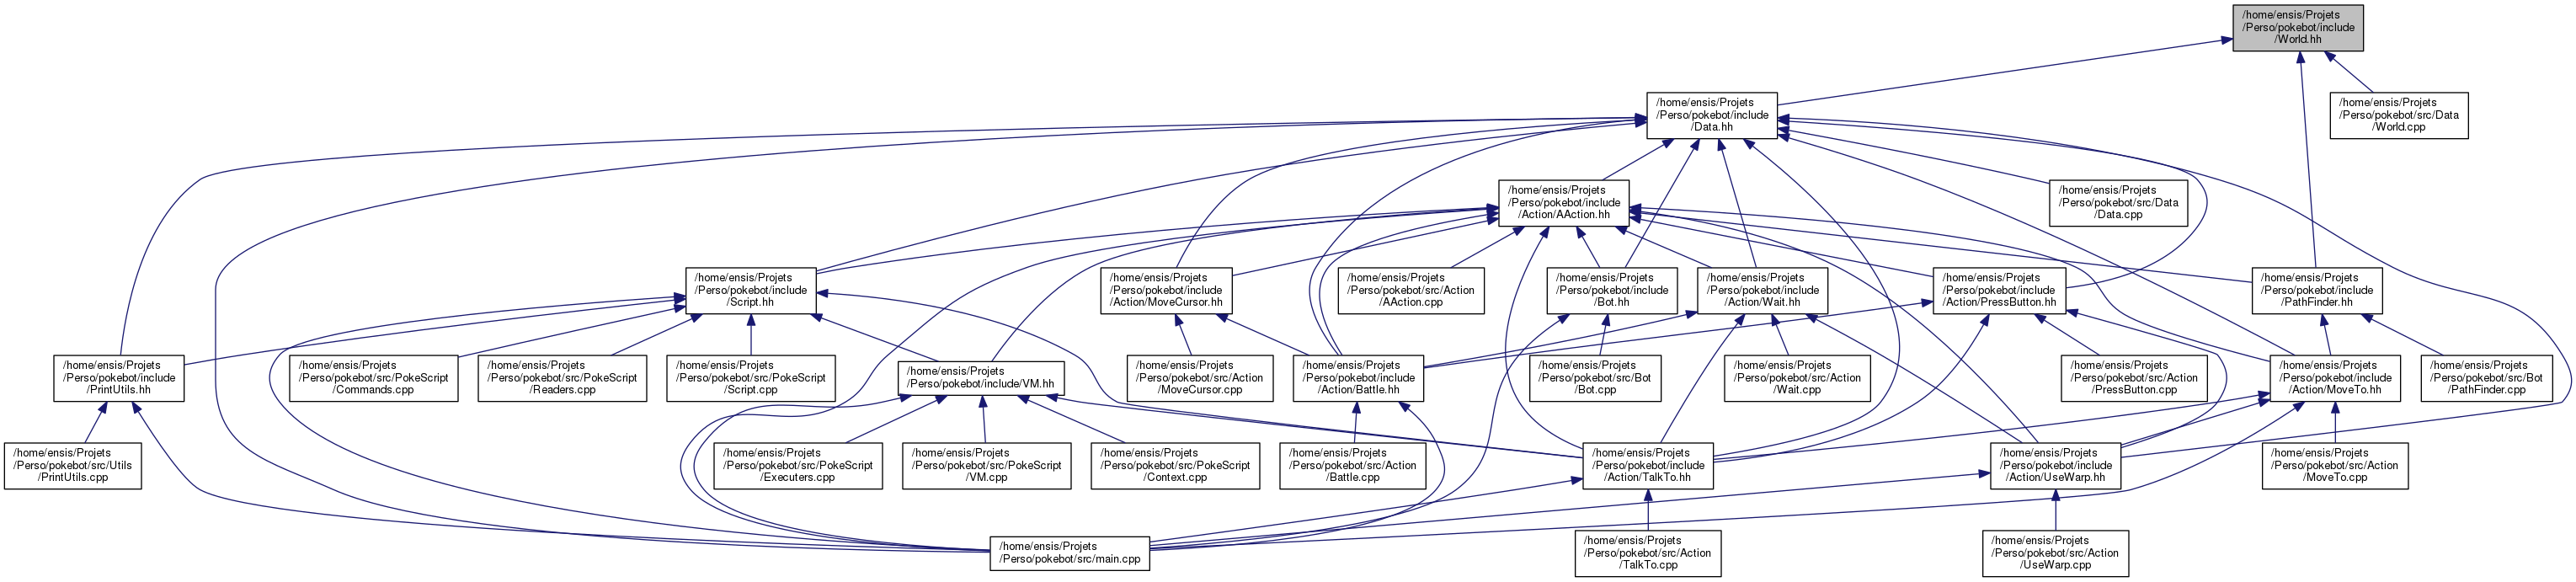 /home/ensis/Projets
/Perso/pokebot/include
/World.hh
/home/ensis/Projets
/Perso/pokebot/include
/Data.hh
/home/ensis/Projets
/Perso/pokebot/src/Data
/World.cpp
/home/ensis/Projets
/Perso/pokebot/include
/Action/AAction.hh
/home/ensis/Projets
/Perso/pokebot/src/Data
/Data.cpp
/home/ensis/Projets
/Perso/pokebot/include
/Script.hh
/home/ensis/Projets
/Perso/pokebot/include
/Action/MoveCursor.hh
/home/ensis/Projets
/Perso/pokebot/src/Action
/AAction.cpp
/home/ensis/Projets
/Perso/pokebot/include
/Bot.hh
/home/ensis/Projets
/Perso/pokebot/include
/Action/Wait.hh
/home/ensis/Projets
/Perso/pokebot/include
/Action/PressButton.hh
/home/ensis/Projets
/Perso/pokebot/include
/PathFinder.hh
/home/ensis/Projets
/Perso/pokebot/include
/PrintUtils.hh
/home/ensis/Projets
/Perso/pokebot/src/PokeScript
/Commands.cpp
/home/ensis/Projets
/Perso/pokebot/src/PokeScript
/Readers.cpp
/home/ensis/Projets
/Perso/pokebot/src/PokeScript
/Script.cpp
/home/ensis/Projets
/Perso/pokebot/include/VM.hh
/home/ensis/Projets
/Perso/pokebot/src/Action
/MoveCursor.cpp
/home/ensis/Projets
/Perso/pokebot/include
/Action/Battle.hh
/home/ensis/Projets
/Perso/pokebot/src/Bot
/Bot.cpp
/home/ensis/Projets
/Perso/pokebot/src/Action
/Wait.cpp
/home/ensis/Projets
/Perso/pokebot/src/Action
/PressButton.cpp
/home/ensis/Projets
/Perso/pokebot/include
/Action/MoveTo.hh
/home/ensis/Projets
/Perso/pokebot/src/Bot
/PathFinder.cpp
/home/ensis/Projets
/Perso/pokebot/src/Utils
/PrintUtils.cpp
/home/ensis/Projets
/Perso/pokebot/src/PokeScript
/Executers.cpp
/home/ensis/Projets
/Perso/pokebot/src/PokeScript
/VM.cpp
/home/ensis/Projets
/Perso/pokebot/src/PokeScript
/Context.cpp
/home/ensis/Projets
/Perso/pokebot/src/Action
/Battle.cpp
/home/ensis/Projets
/Perso/pokebot/include
/Action/TalkTo.hh
/home/ensis/Projets
/Perso/pokebot/include
/Action/UseWarp.hh
/home/ensis/Projets
/Perso/pokebot/src/Action
/MoveTo.cpp
/home/ensis/Projets
/Perso/pokebot/src/main.cpp
/home/ensis/Projets
/Perso/pokebot/src/Action
/TalkTo.cpp
/home/ensis/Projets
/Perso/pokebot/src/Action
/UseWarp.cpp